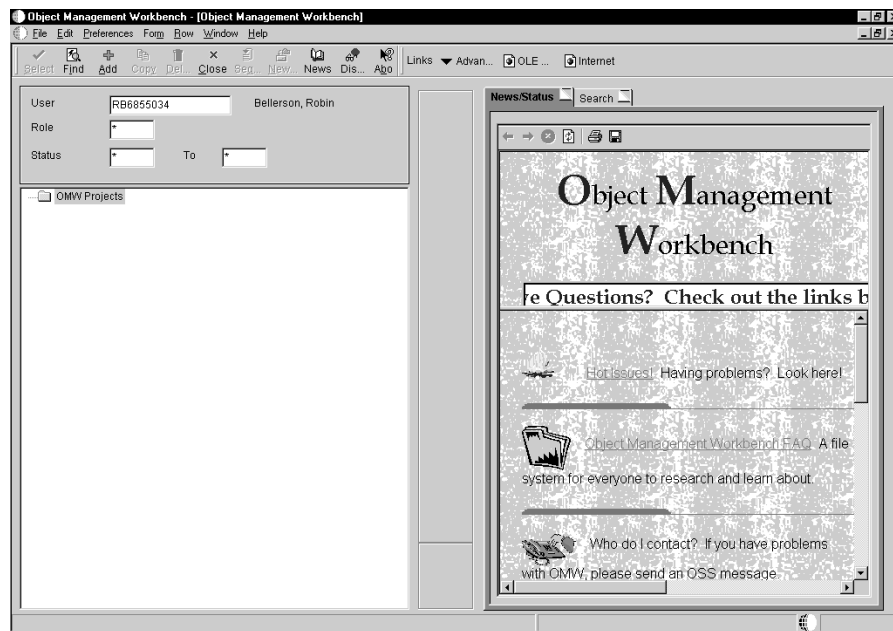 Object Management Workbench - [Object Management Workbench]
File Edit Preferences Form Row Window Help
Select Find Add Copy Del... Close Seq... New... News Dis... Abo Links Advan... OLE ... Internet
User RB6855034 Bellerson, Robin
Role *
Status * To *
OMW Projects
News/Status Search
Object Management
Workbench
ve Questions? Check out the links b
Hot Issues! Having problems? Look here!
Object Management Workbench FAQ A file
system for everyone to research and learn about.
Who do I contact? If you have problems
with OMW, please send an OSS message.